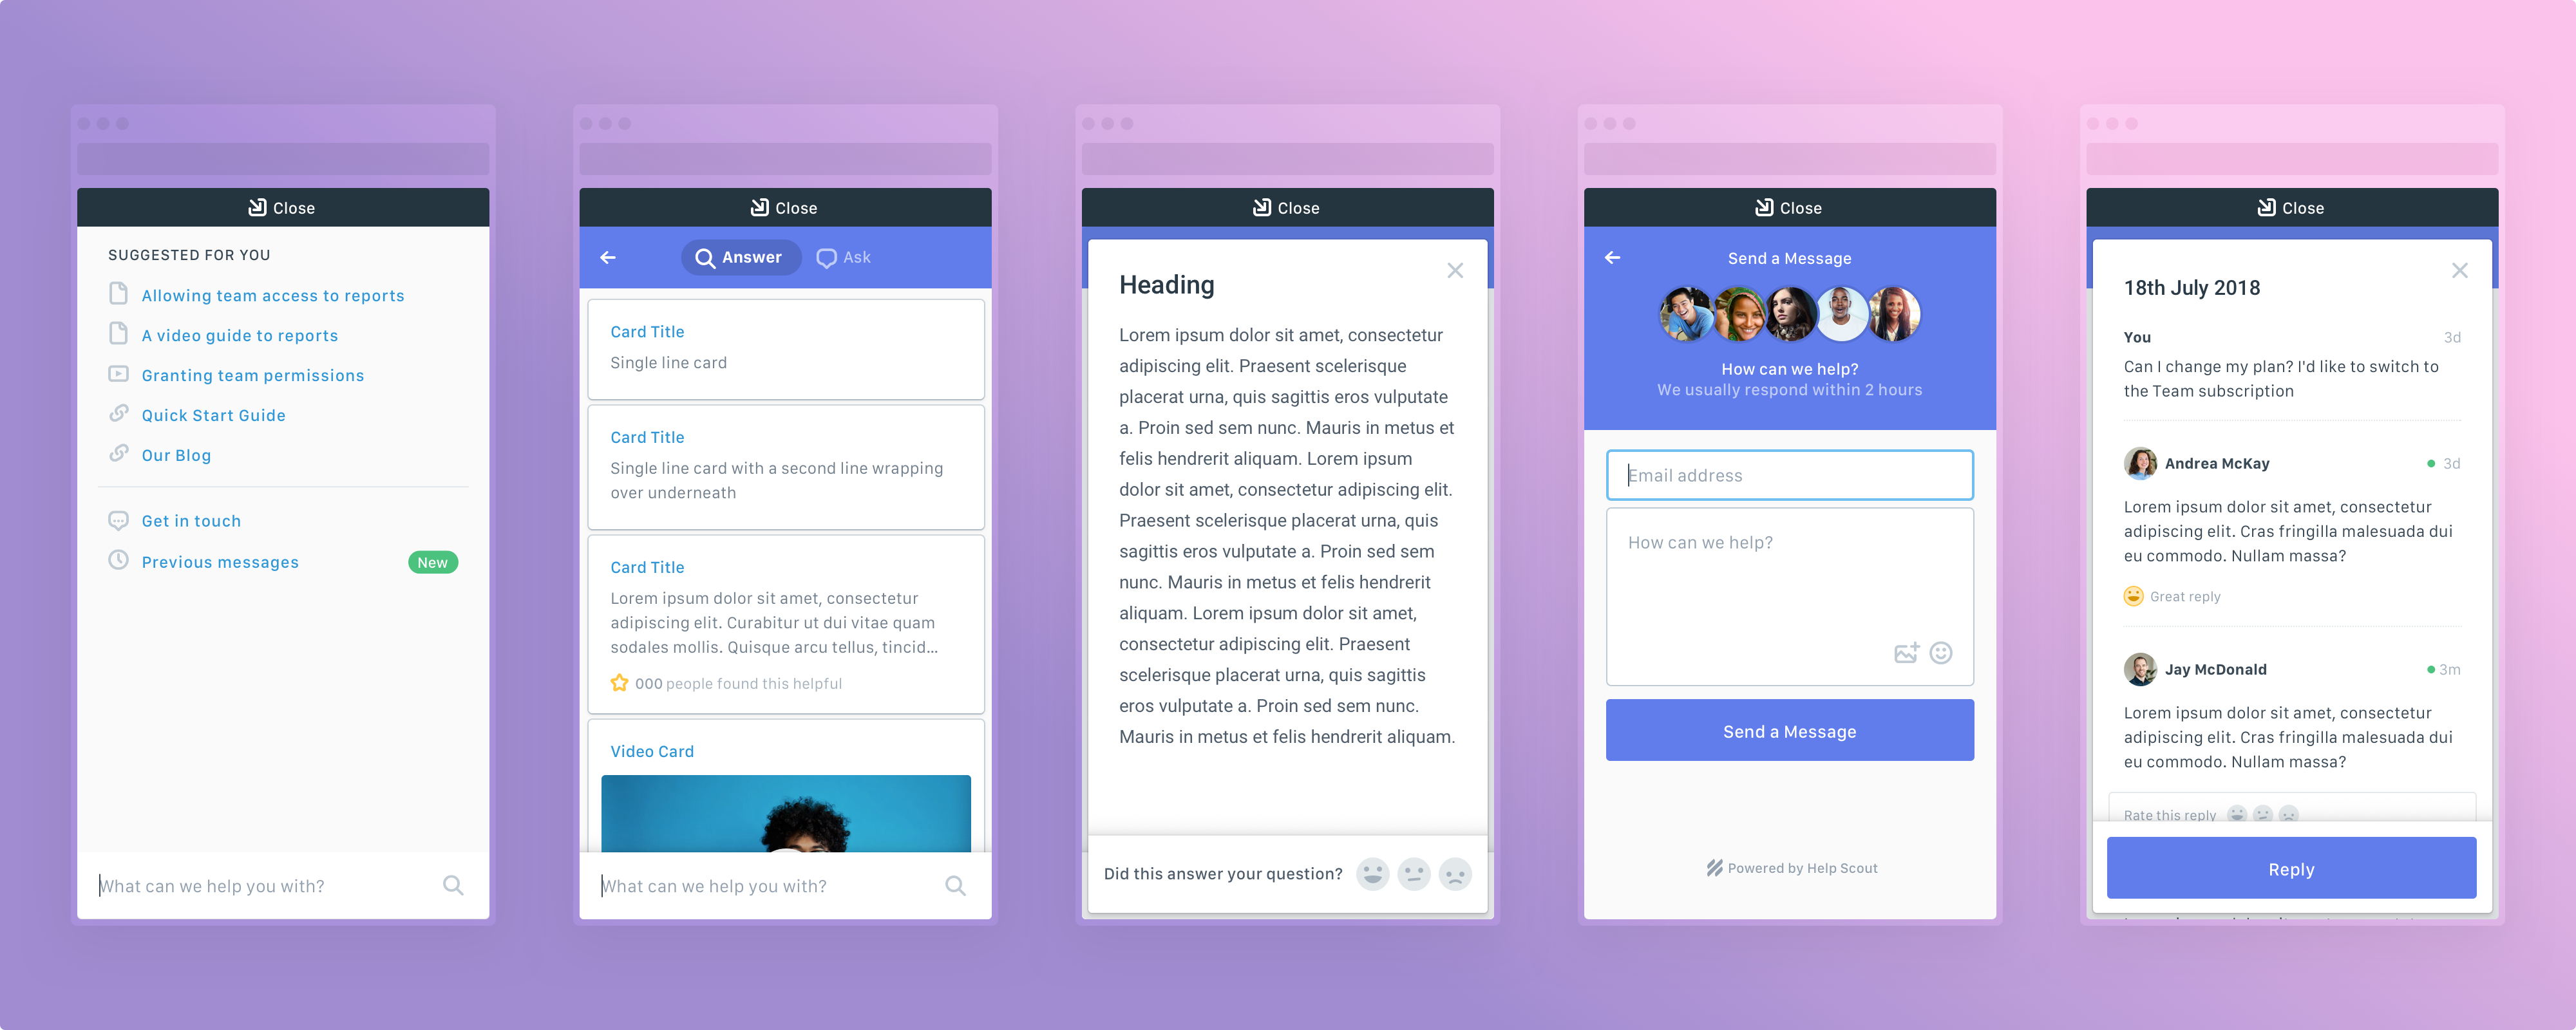 Close
SUGGESTED FOR YOU
Allowing team access to reports
A video guide to reports
Granting team permissions
Quick Start Guide
Our Blog
Get in touch
Previous messages
New
What can we help you with?
Close
Answer
Ask
Card Title
Single line card
Card Title
Single line card with a second line wrapping
over underneath
Card Title
Lorem ipsum dolor sit amet, consectetur
adipiscing elit. Curabitur ut dui vitae quam
sodales mollis. Quisque arcu tellus, tincid...
000 people found this helpful
Video Card
What can we help you with?
Close
Heading
Lorem ipsum dolor sit amet, consectetur
adipiscing elit. Praesent scelerisque
placerat urna, quis sagittis eros vulputate
a. Proin sed sem nunc. Mauris in metus et
felis hendrerit aliquam. Lorem ipsum
dolor sit amet, consectetur adipiscing elit.
Praesent scelerisque placerat urna, quis
sagittis eros vulputate a. Proin sed sem
nunc. Mauris in metus et felis hendrerit
aliquam. Lorem ipsum dolor sit amet,
consectetur adipiscing elit. Praesent
scelerisque placerat urna, quis sagittis
eros vulputate a. Proin sed sem nunc.
Mauris in metus et felis hendrerit aliquam.
Did this answer your question?
Close
Send a Message
How can we help?
We usually respond within 2 hours
Email address
How can we help?
Send a Message
Powered by Help Scout
Close
18th July 2018
You 3d
Can I change my plan? I'd like to switch to
the Team subscription
Andrea McKay 3d
Lorem ipsum dolor sit amet, consectetur
adipiscing elit. Cras fringilla malesuada dui
eu commodo. Nullam massa?
Great reply
Jay McDonald 3m
Lorem ipsum dolor sit amet, consectetur
adipiscing elit. Cras fringilla malesuada dui
eu commodo. Nullam massa?
Rate this reply
Reply